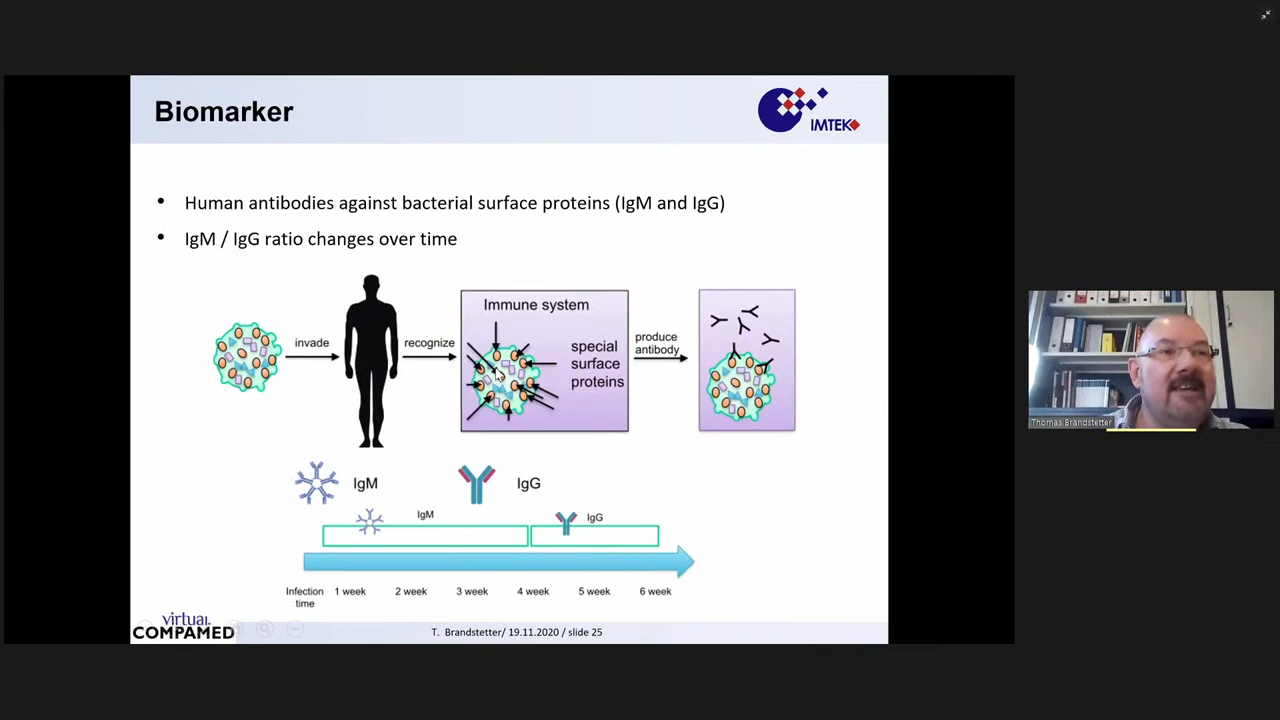 Biomarker
IMTEK
• Human antibodies against bacterial surface proteins (IgM and IgG)
• IgM / IgG ratio changes over time
Immune system
invade
recognize
special
surface
proteins
produce
antibody
IgM
IgG
IgM
IgG
Infection
time
1 week
2 week
3 week
4 week
5 week
6 week
virtual.
COMPAMED
T. Brandstetter/ 19.11.2020 / slide 25
Thomas Brandstetter